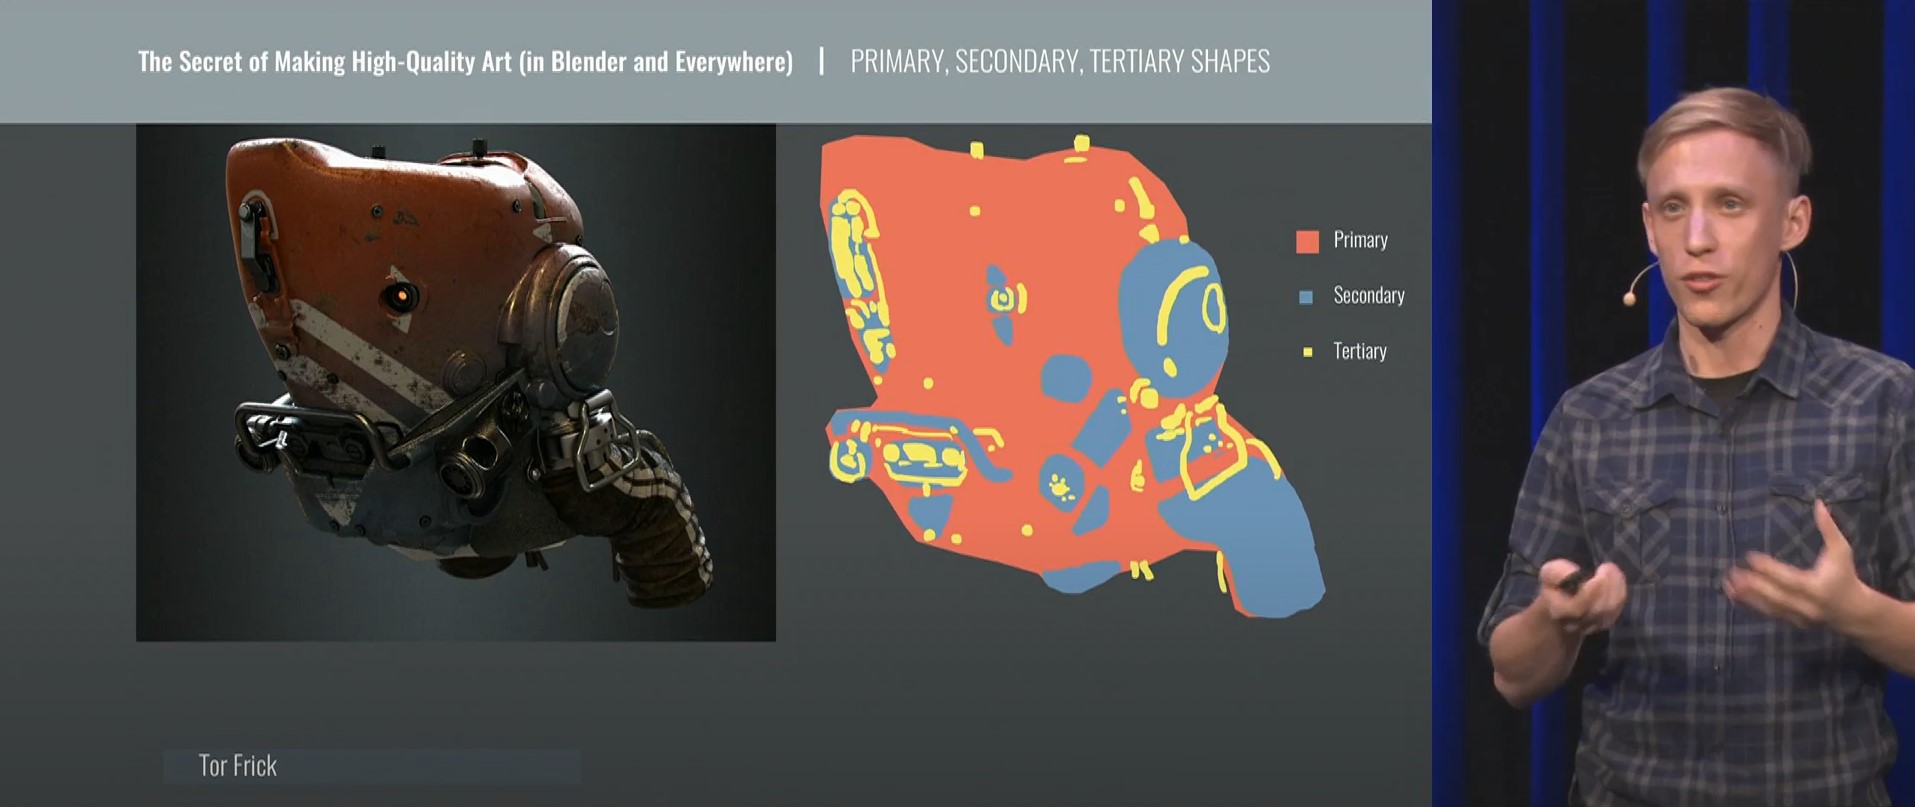 The Secret of Making High-Quality Art (in Blender and Everywhere) | PRIMARY, SECONDARY, TERTIARY SHAPES
Primary
Secondary
Tertiary
Tor Frick